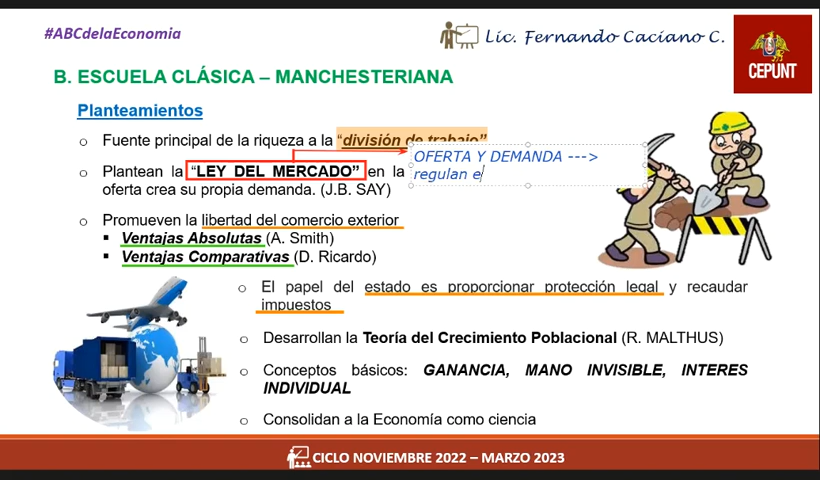 #ABCdelaEconomia
Lic. Fernando Caciano C.
CEPUNT
B. ESCUELA CLÁSICA – MANCHESTERIANA
Planteamientos
o Fuente principal de la riqueza a la “división de trabajo”
o Plantean la “LEY DEL MERCADO” en la
OFERTA Y DEMANDA --->
regulan e
oferta crea su propia demanda. (J.B. SAY)
o Promueven la libertad del comercio exterior
▪ Ventajas Absolutas (A. Smith)
▪ Ventajas Comparativas (D. Ricardo)
o El papel del estado es proporcionar protección legal y recaudar
impuestos
o Desarrollan la Teoría del Crecimiento Poblacional (R. MALTHUS)
o Conceptos básicos: GANANCIA, MANO INVISIBLE, INTERES
INDIVIDUAL
o Consolidan a la Economía como ciencia
CICLO NOVIEMBRE 2022 – MARZO 2023